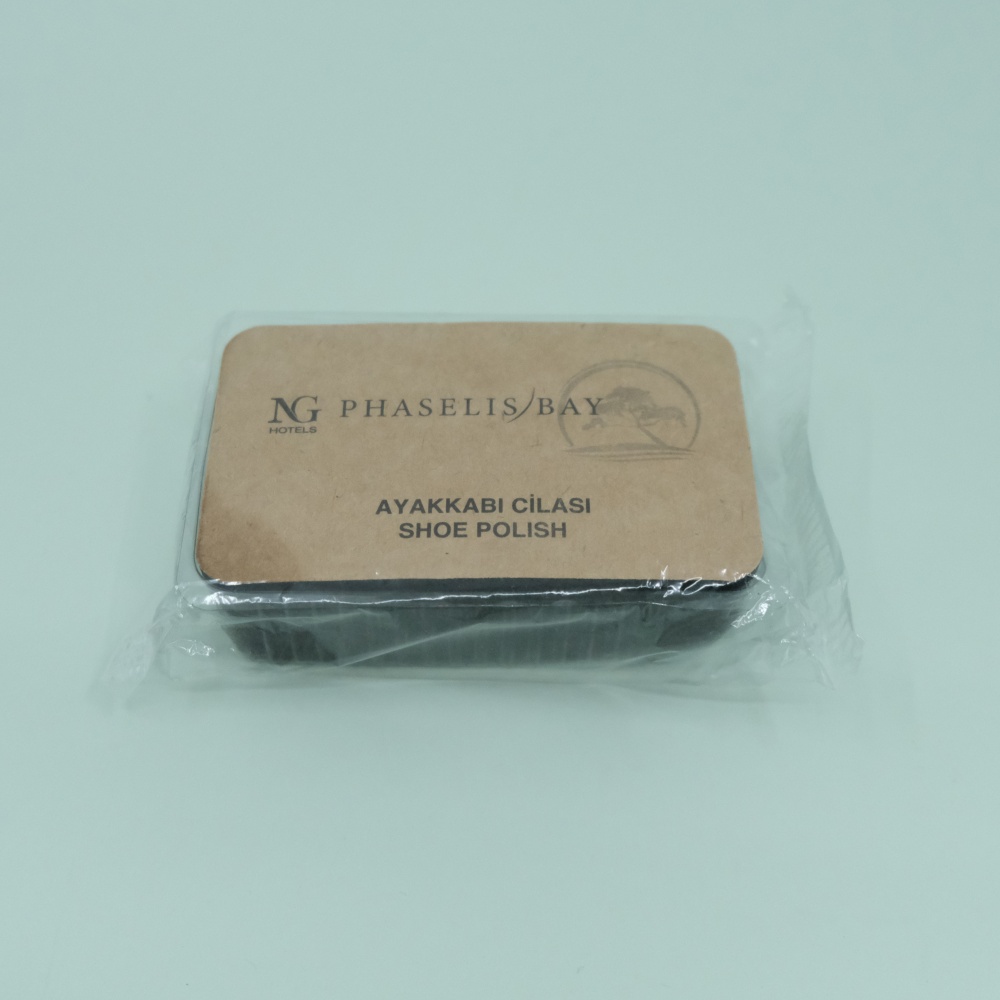 NG PHASELIS BAY
HOTELS
AYAKKABI CİLASI
SHOE POLISH